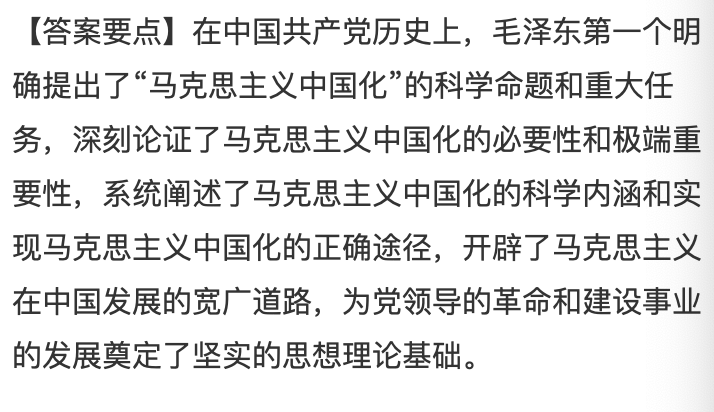 【答案要点】在中国共产党历史上，毛泽东第一个明
确提出了“马克思主义中国化”的科学命题和重大任
务，深刻论证了马克思主义中国化的必要性和极端重
要性，系统阐述了马克思主义中国化的科学内涵和实
现马克思主义中国化的正确途径，开辟了马克思主义
在中国发展的宽广道路，为党领导的革命和建设事业
的发展奠定了坚实的思想理论基础。